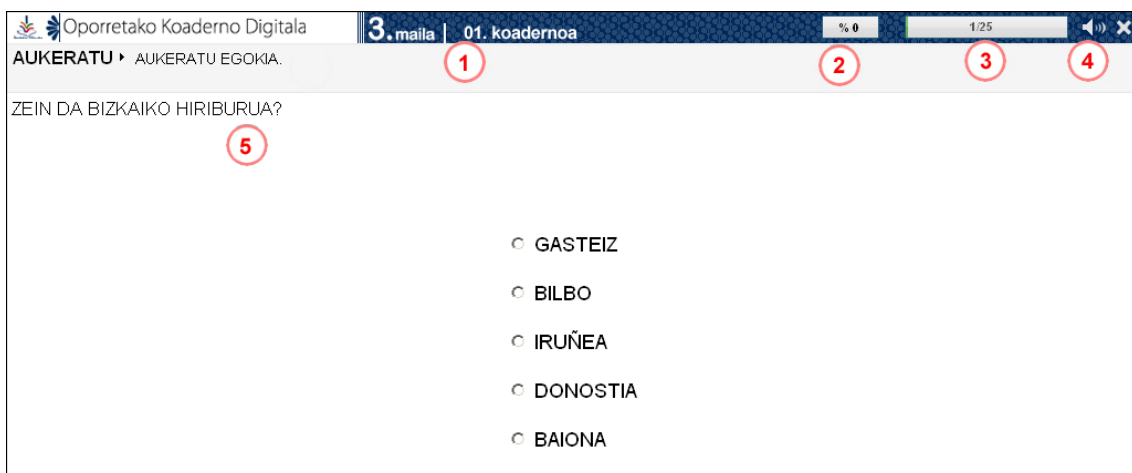 Oporretako Koaderno Digitala
3. maila | 01. koadernoa
% 0
1/25
AUKERATU ▸ AUKERATU EGOKIA.
1
2
3
4
ZEIN DA BIZKAIKO HIRIBURUA?
5
GASTEIZ
BILBO
IRUÑEA
DONOSTIA
BAIONA